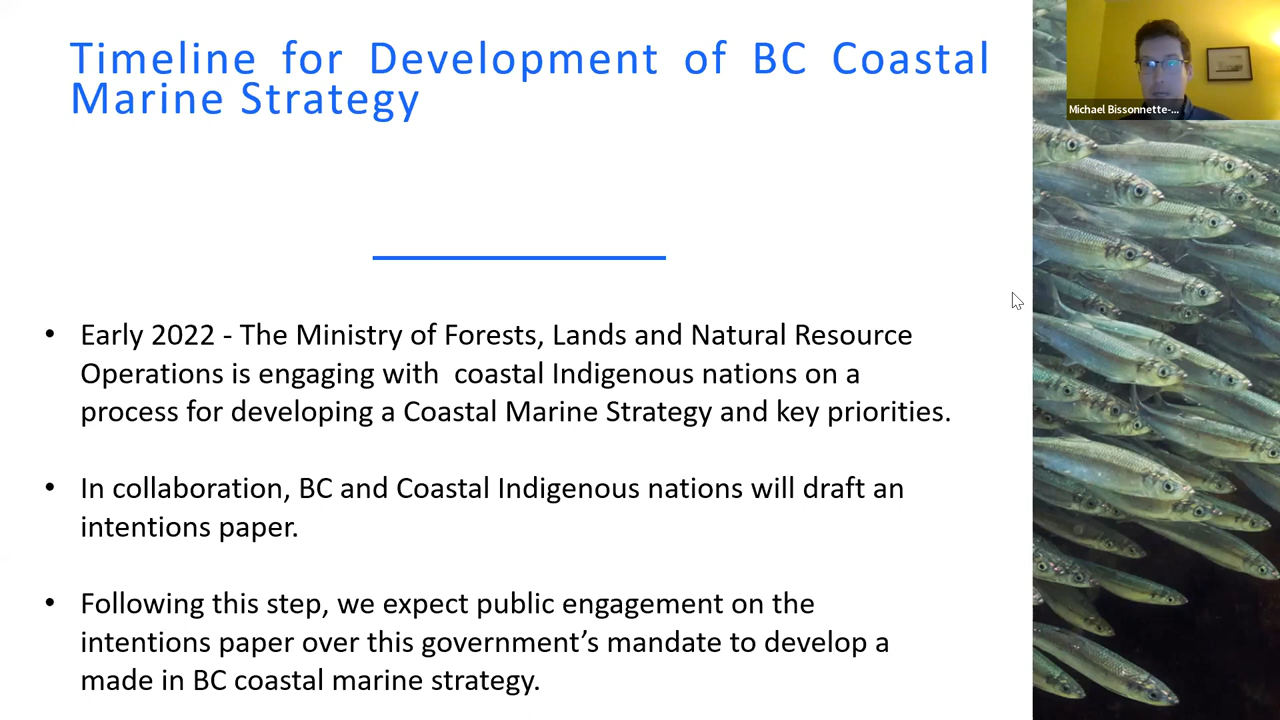 Timeline for Development of BC Coastal
Marine Strategy
Michael Bissonnette-...
• Early 2022 - The Ministry of Forests, Lands and Natural Resource
Operations is engaging with  coastal Indigenous nations on a
process for developing a Coastal Marine Strategy and key priorities.
• In collaboration, BC and Coastal Indigenous nations will draft an
intentions paper.
• Following this step, we expect public engagement on the
intentions paper over this government’s mandate to develop a
made in BC coastal marine strategy.